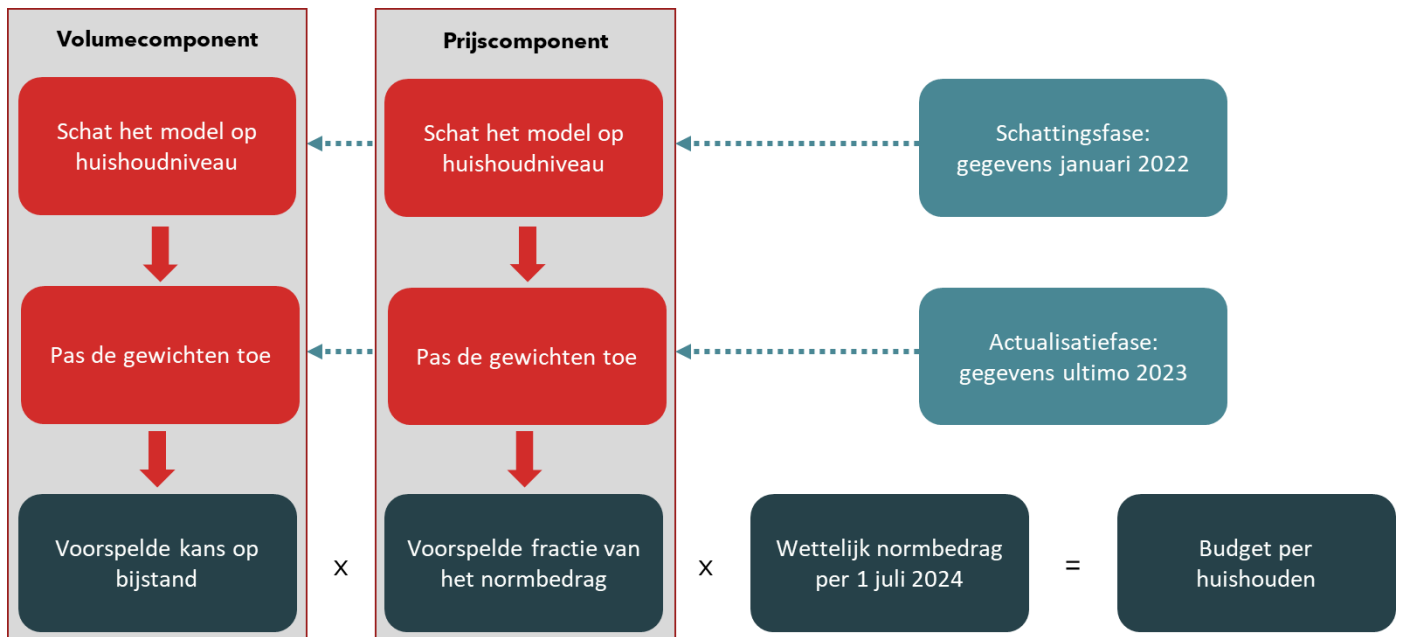 Volumecomponent
Prijscomponent
Schat het model op
huishoudniveau
Schat het model op
huishoudniveau
Schattingsfase:
gegevens januari 2022
Pas de gewichten toe
Pas de gewichten toe
Actualisatiefase:
gegevens ultimo 2023
Voorspelde kans op
bijstand
x
Voorspelde fractie van
het normbedrag
x
Wettelijk normbedrag
per 1 juli 2024
=
Budget per
huishouden